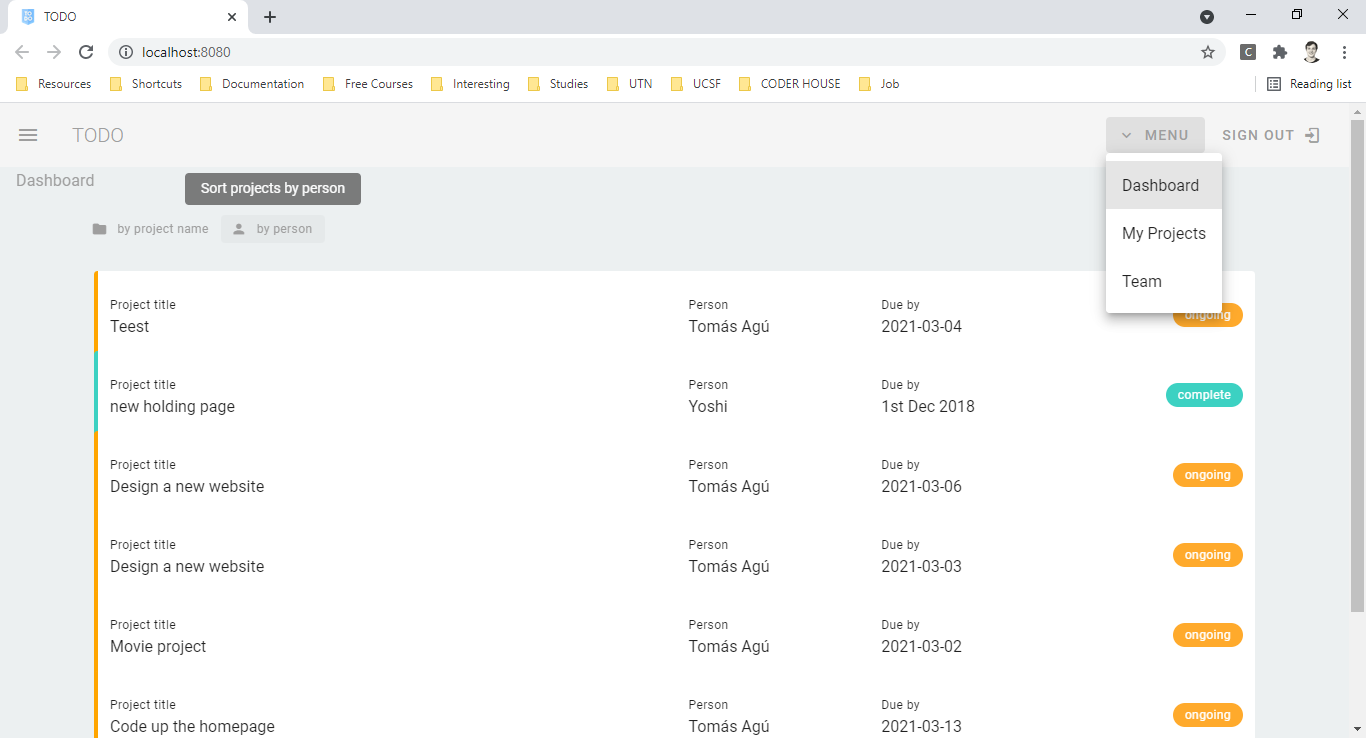 TODO
localhost:8080
Resources Shortcuts Documentation Free Courses Interesting Studies UTN UCSF CODER HOUSE Job Reading list
TODO MENU SIGN OUT
Dashboard
Sort projects by person
by project name by person
Dashboard
My Projects
Team
Project title Person Due by
Teest Tomás Agú 2021-03-04 ongoing
Project title Person Due by
new holding page Yoshi 1st Dec 2018 complete
Project title Person Due by
Design a new website Tomás Agú 2021-03-06 ongoing
Project title Person Due by
Design a new website Tomás Agú 2021-03-03 ongoing
Project title Person Due by
Movie project Tomás Agú 2021-03-02 ongoing
Project title Person Due by
Code up the homepage Tomás Agú 2021-03-13 ongoing